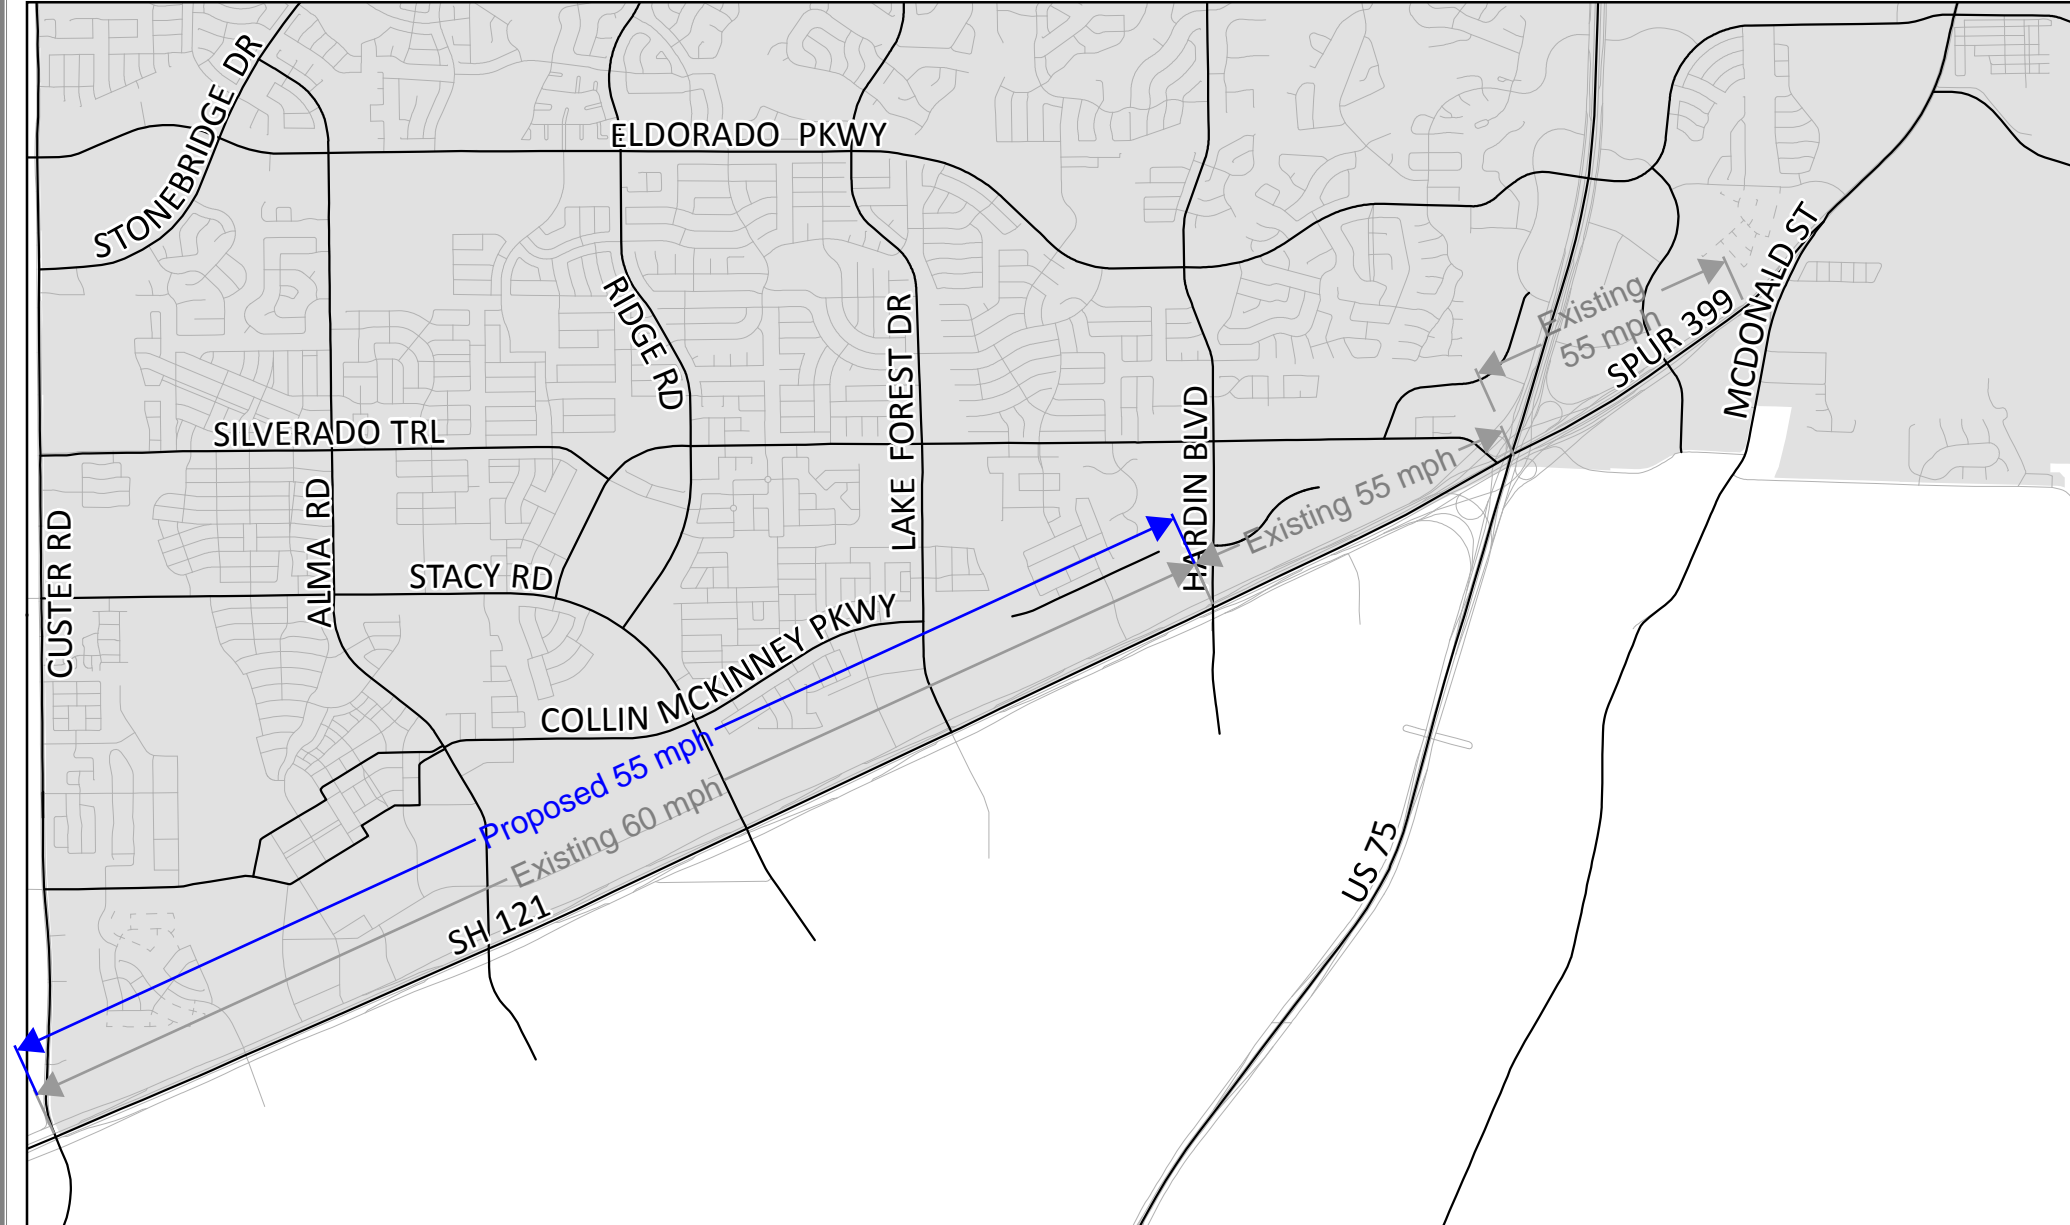 STONEBRIDGE DR
ELDORADO PKWY
MCDONALD ST
RIDGE RD
LAKE FOREST DR
Existing
55 mph
SPUR 399
HARDIN BLVD
SILVERADO TRL
Existing 55 mph
CUSTER RD
ALMA RD
STACY RD
COLLIN MCKINNEY PKWY
Proposed 55 mph
Existing 60 mph
SH 121
US 75